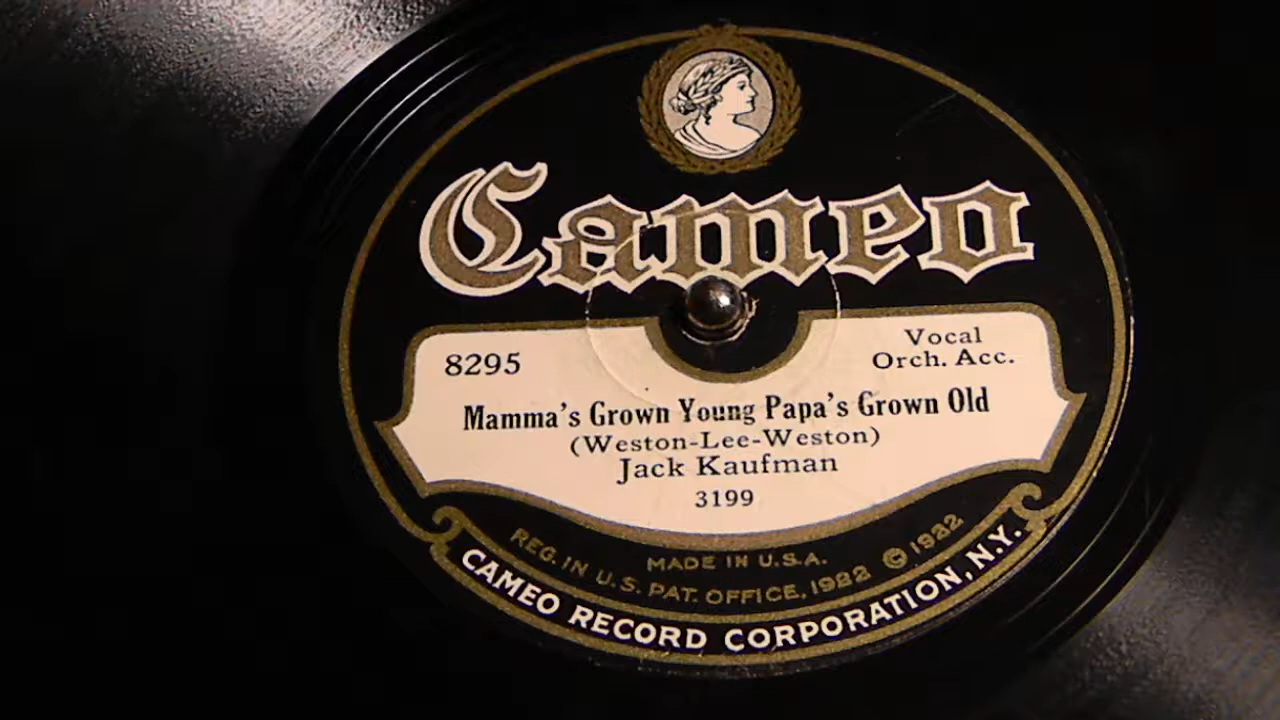 Cameo
8295
Vocal
Orch. Acc.
Mamma's Grown Young Papa's Grown Old
(Weston-Lee-Weston)
Jack Kaufman
3199
MADE IN U.S.A.
REG. IN U.S. PAT. OFFICE, 1922 © 1922
CAMEO RECORD CORPORATION, N.Y.